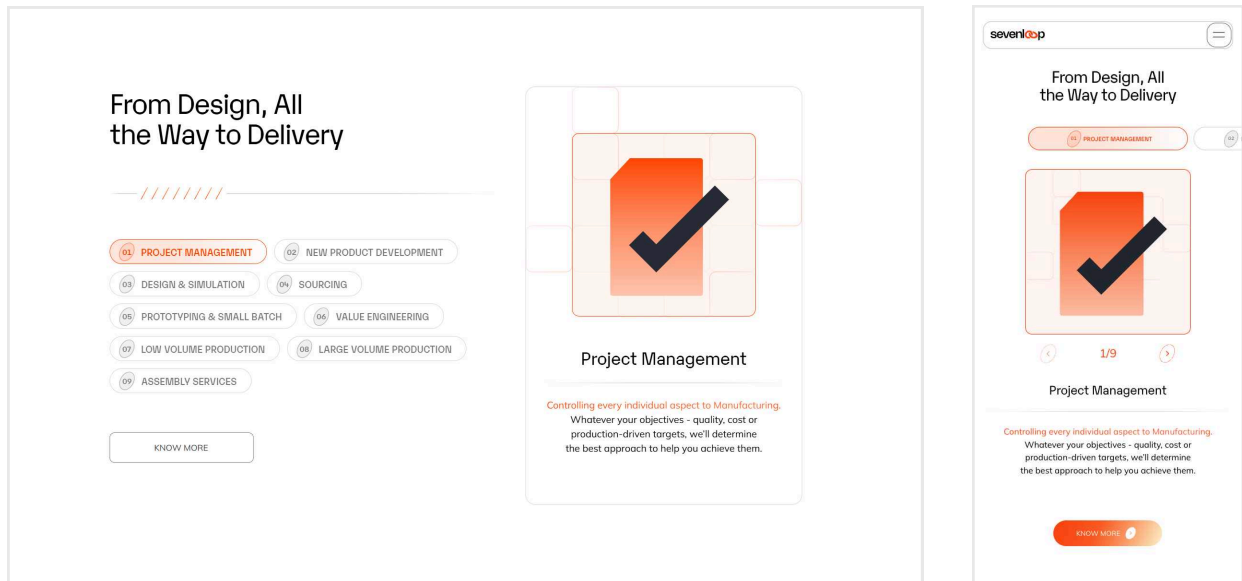 From Design, All
the Way to Delivery
01 PROJECT MANAGEMENT
02 NEW PRODUCT DEVELOPMENT
03 DESIGN & SIMULATION
04 SOURCING
05 PROTOTYPING & SMALL BATCH
06 VALUE ENGINEERING
07 LOW VOLUME PRODUCTION
08 LARGE VOLUME PRODUCTION
09 ASSEMBLY SERVICES
KNOW MORE
Project Management
Controlling every individual aspect to Manufacturing.
Whatever your objectives - quality, cost or
production-driven targets, we'll determine
the best approach to help you achieve them.
sevenloop
From Design, All
the Way to Delivery
01 PROJECT MANAGEMENT
02
1/9
Project Management
Controlling every individual aspect to Manufacturing.
Whatever your objectives - quality, cost or
production-driven targets, we'll determine
the best approach to help you achieve them.
KNOW MORE